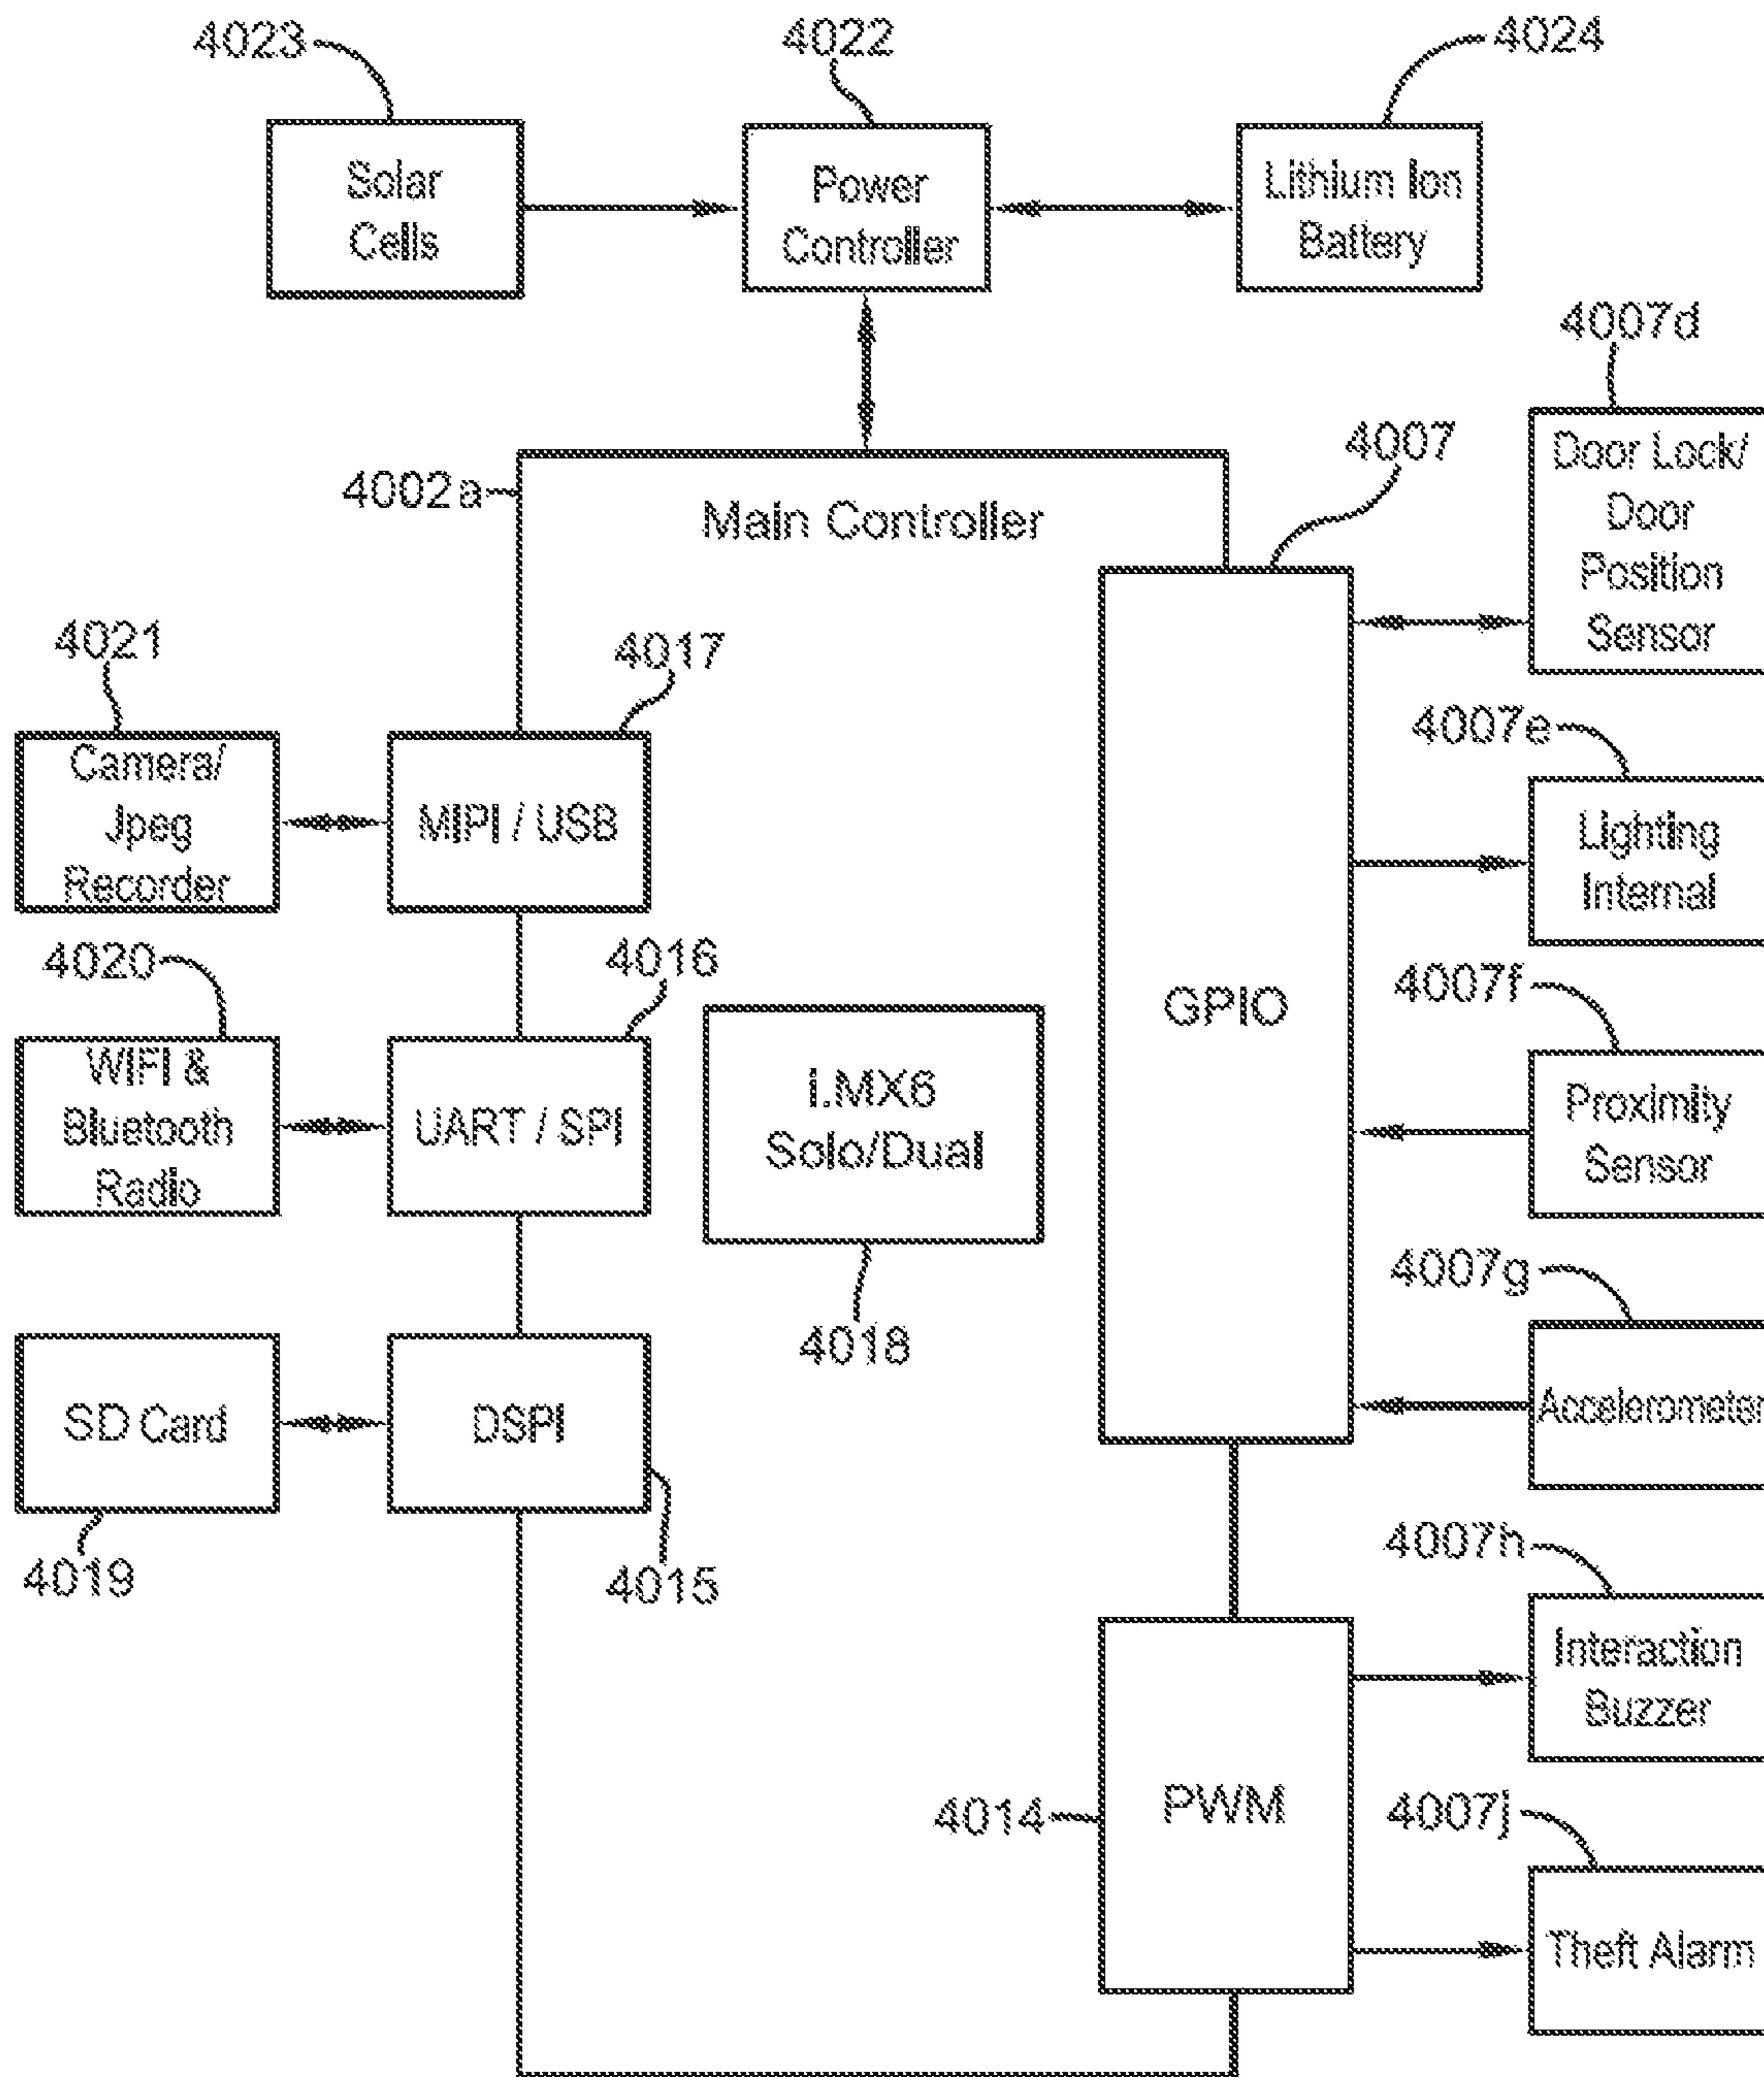 4023
4022
4024
Solar
Cells
Power
Controller
Lithium Ion
Battery
4007d
4002a
Main Controller
4007
Door Lock/
Door
Position
Sensor
4021
4017
Camera/
Jpeg
Recorder
MIPI / USB
4007e
Lighting
Internal
4020
4016
GPIO
4007f
WIFI &
Bluetooth
Radio
UART / SPI
i.MX6
Solo/Dual
Proximity
Sensor
4018
4007g
SD Card
DSPI
Accelerometer
4019
4015
4007h
Interaction
Buzzer
4014
PWM
4007j
Theft Alarm